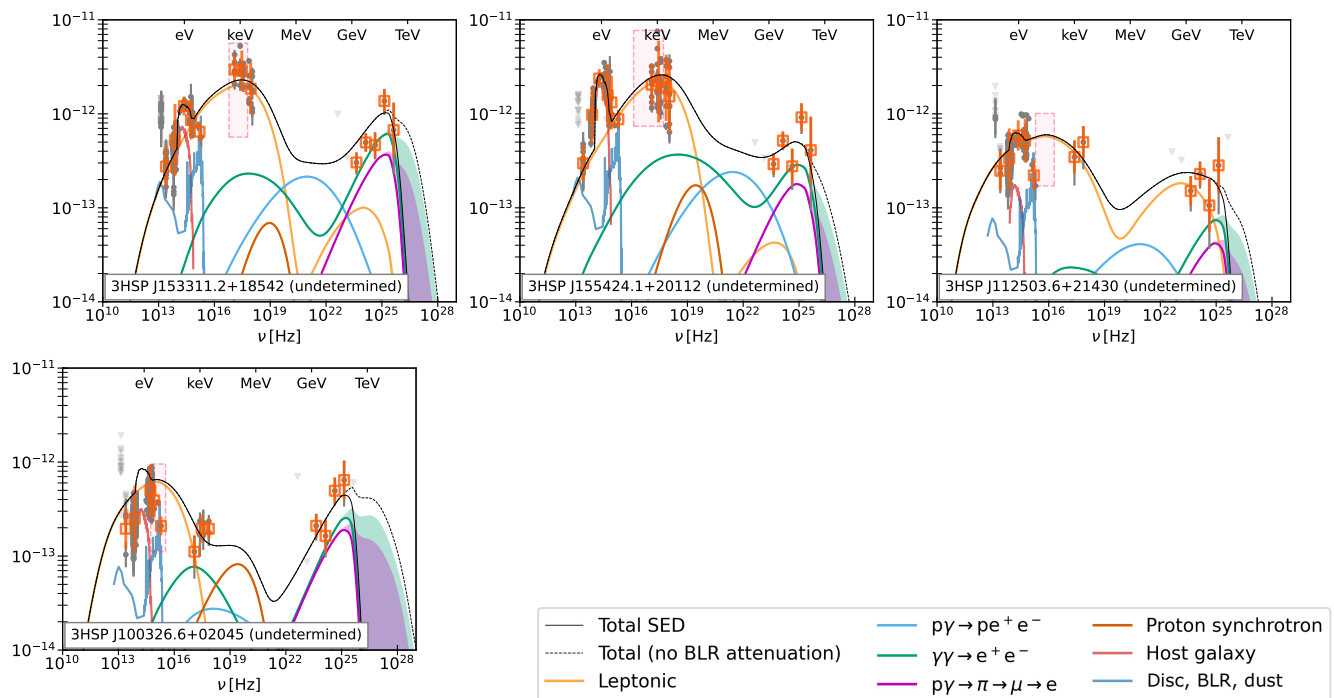 10⁻¹¹
eV keV MeV GeV TeV
10⁻¹²
10⁻¹³
10⁻¹⁴
3HSP J153311.2+18542 (undetermined)
10¹⁰ 10¹³ 10¹⁶ 10¹⁹ 10²² 10²⁵ 10²⁸
ν [Hz]
10⁻¹¹
eV keV MeV GeV TeV
10⁻¹²
10⁻¹³
10⁻¹⁴
3HSP J155424.1+20112 (undetermined)
10¹⁰ 10¹³ 10¹⁶ 10¹⁹ 10²² 10²⁵ 10²⁸
ν [Hz]
10⁻¹¹
eV keV MeV GeV TeV
10⁻¹²
10⁻¹³
10⁻¹⁴
3HSP J112503.6+21430 (undetermined)
10¹⁰ 10¹³ 10¹⁶ 10¹⁹ 10²² 10²⁵ 10²⁸
ν [Hz]
10⁻¹¹
eV keV MeV GeV TeV
10⁻¹²
10⁻¹³
10⁻¹⁴
3HSP J100326.6+02045 (undetermined)
10¹⁰ 10¹³ 10¹⁶ 10¹⁹ 10²² 10²⁵ 10²⁸
ν [Hz]
Total SED
Total (no BLR attenuation)
Leptonic
pγ→pe⁺e⁻
γγ→e⁺e⁻
pγ→π→μ→e
Proton synchrotron
Host galaxy
Disc, BLR, dust